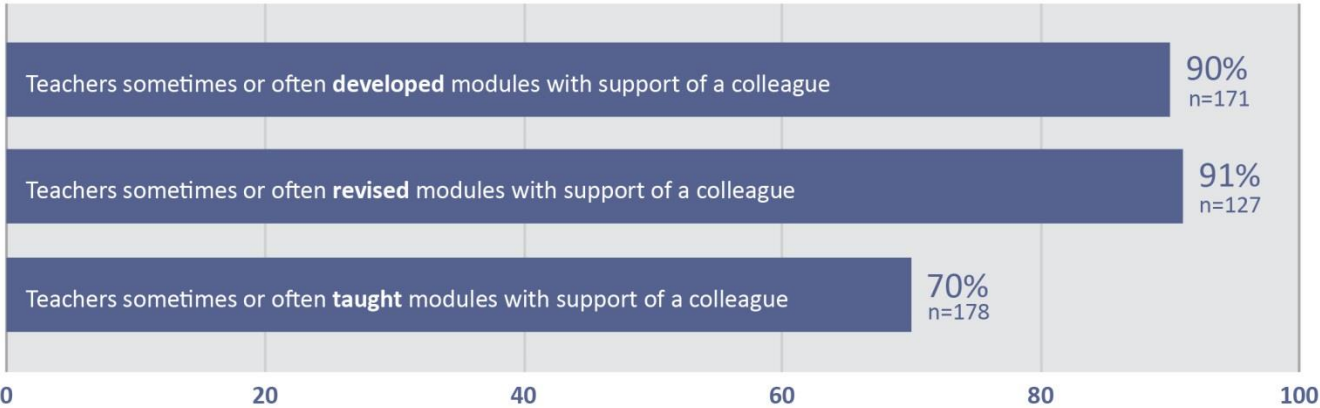 Teachers sometimes or often developed modules with support of a colleague
90%
n=171
Teachers sometimes or often revised modules with support of a colleague
91%
n=127
Teachers sometimes or often taught modules with support of a colleague
70%
n=178
0 20 40 60 80 100